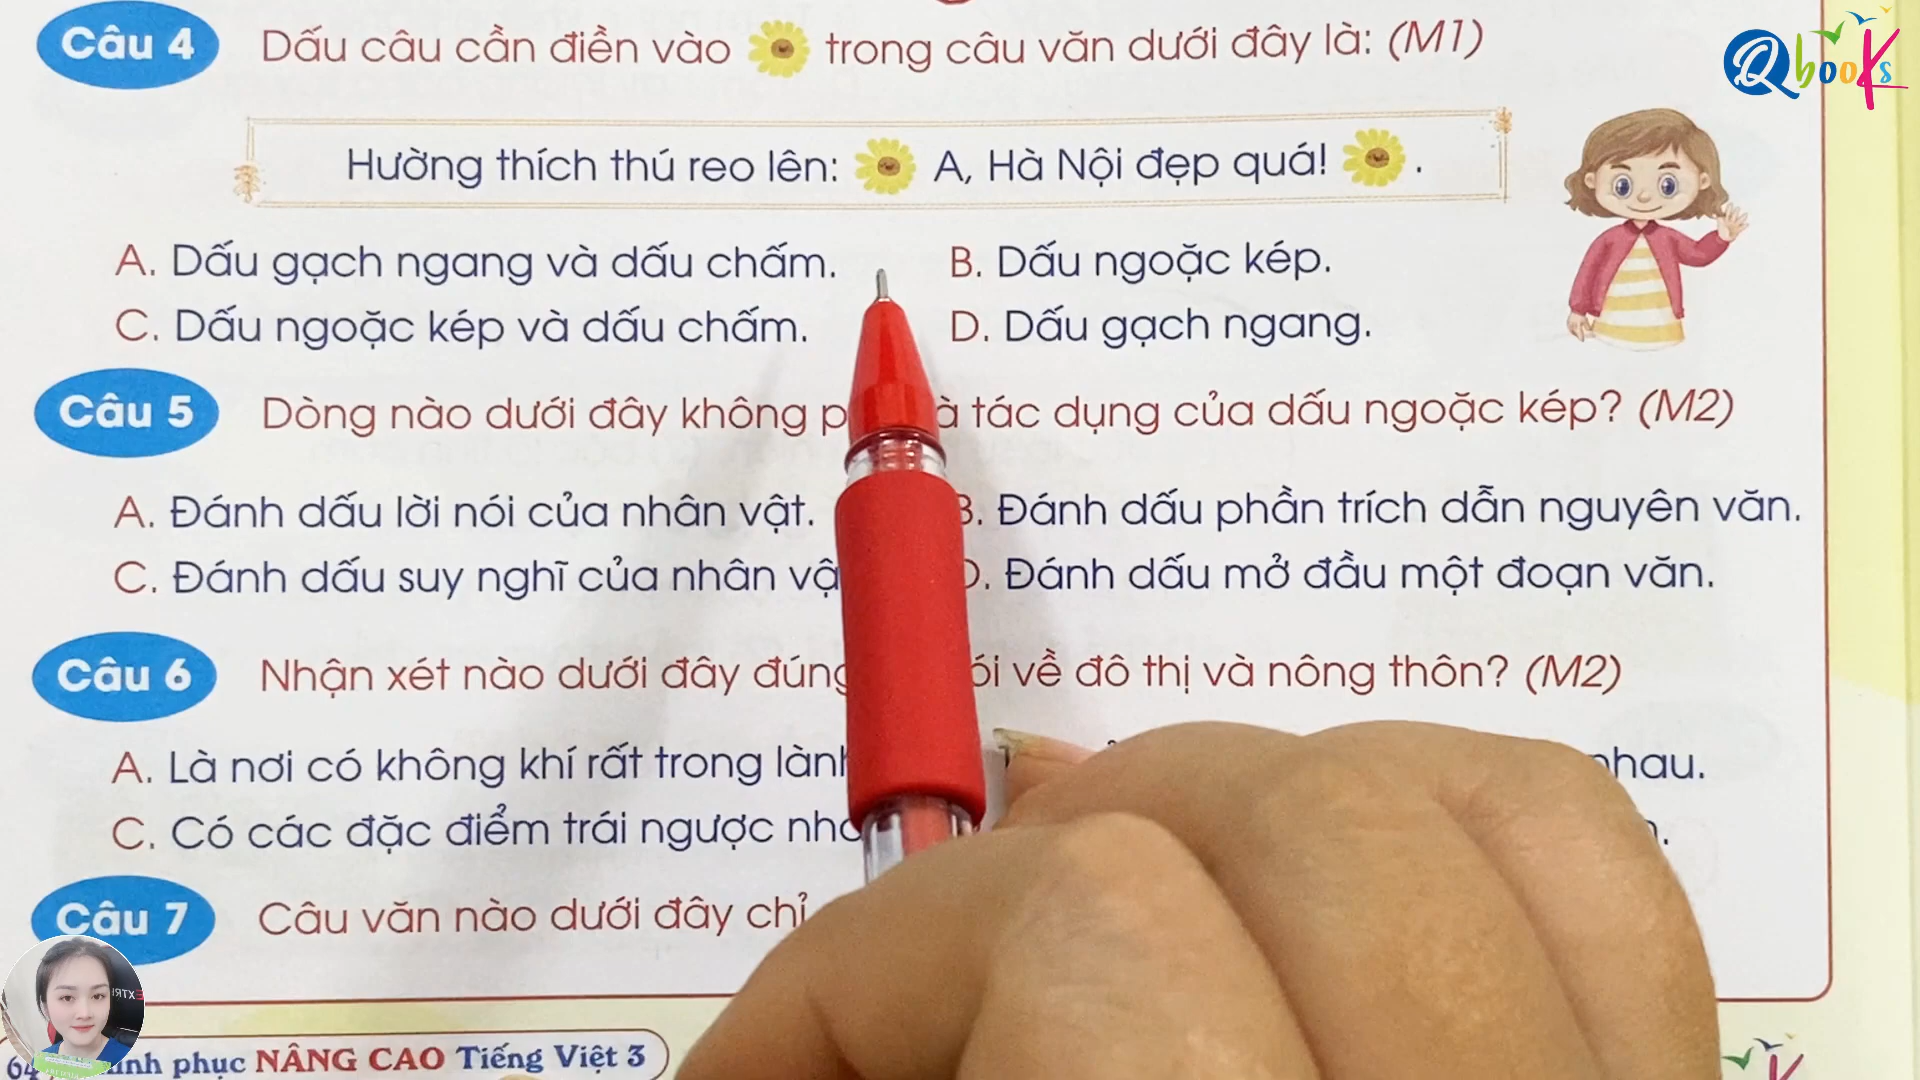 Câu 4 Dấu câu cần điền vào trong câu văn dưới đây là: (M1)
Qbooks
Hường thích thú reo lên: A, Hà Nội đẹp quá! .
A. Dấu gạch ngang và dấu chấm. B. Dấu ngoặc kép.
C. Dấu ngoặc kép và dấu chấm. D. Dấu gạch ngang.
Câu 5 Dòng nào dưới đây không tác dụng của dấu ngoặc kép? (M2)
A. Đánh dấu lời nói của nhân vật. B. Đánh dấu phần trích dẫn nguyên văn.
C. Đánh dấu suy nghĩ của nhân D. Đánh dấu mở đầu một đoạn văn.
Câu 6 Nhận xét nào dưới đây đúng về đô thị và nông thôn? (M2)
A. Là nơi có không khí rất trong nhau.
C. Có các đặc điểm trái ngược
Câu 7 Câu văn nào dưới đây chỉ
64 phục NÂNG CAO Tiếng Việt 3